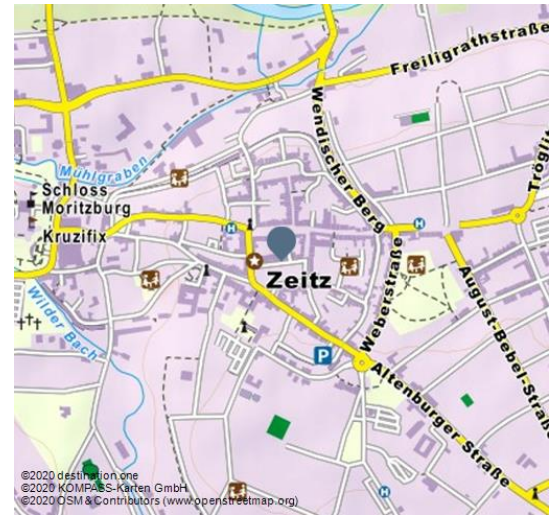 Freiligrathstraße
Wendischer Berg
Mühlgraben
Schloss
Moritzburg
Kruzifix
H
H
Zeitz
Weberstraße
August-Bebel-Straß
Wilder Bach
P
Altenburger Straße
H
©2020 destination.one
©2020 KOMPASS-Karten GmbH
©2020 OSM & Contributors (www.openstreetmap.org)